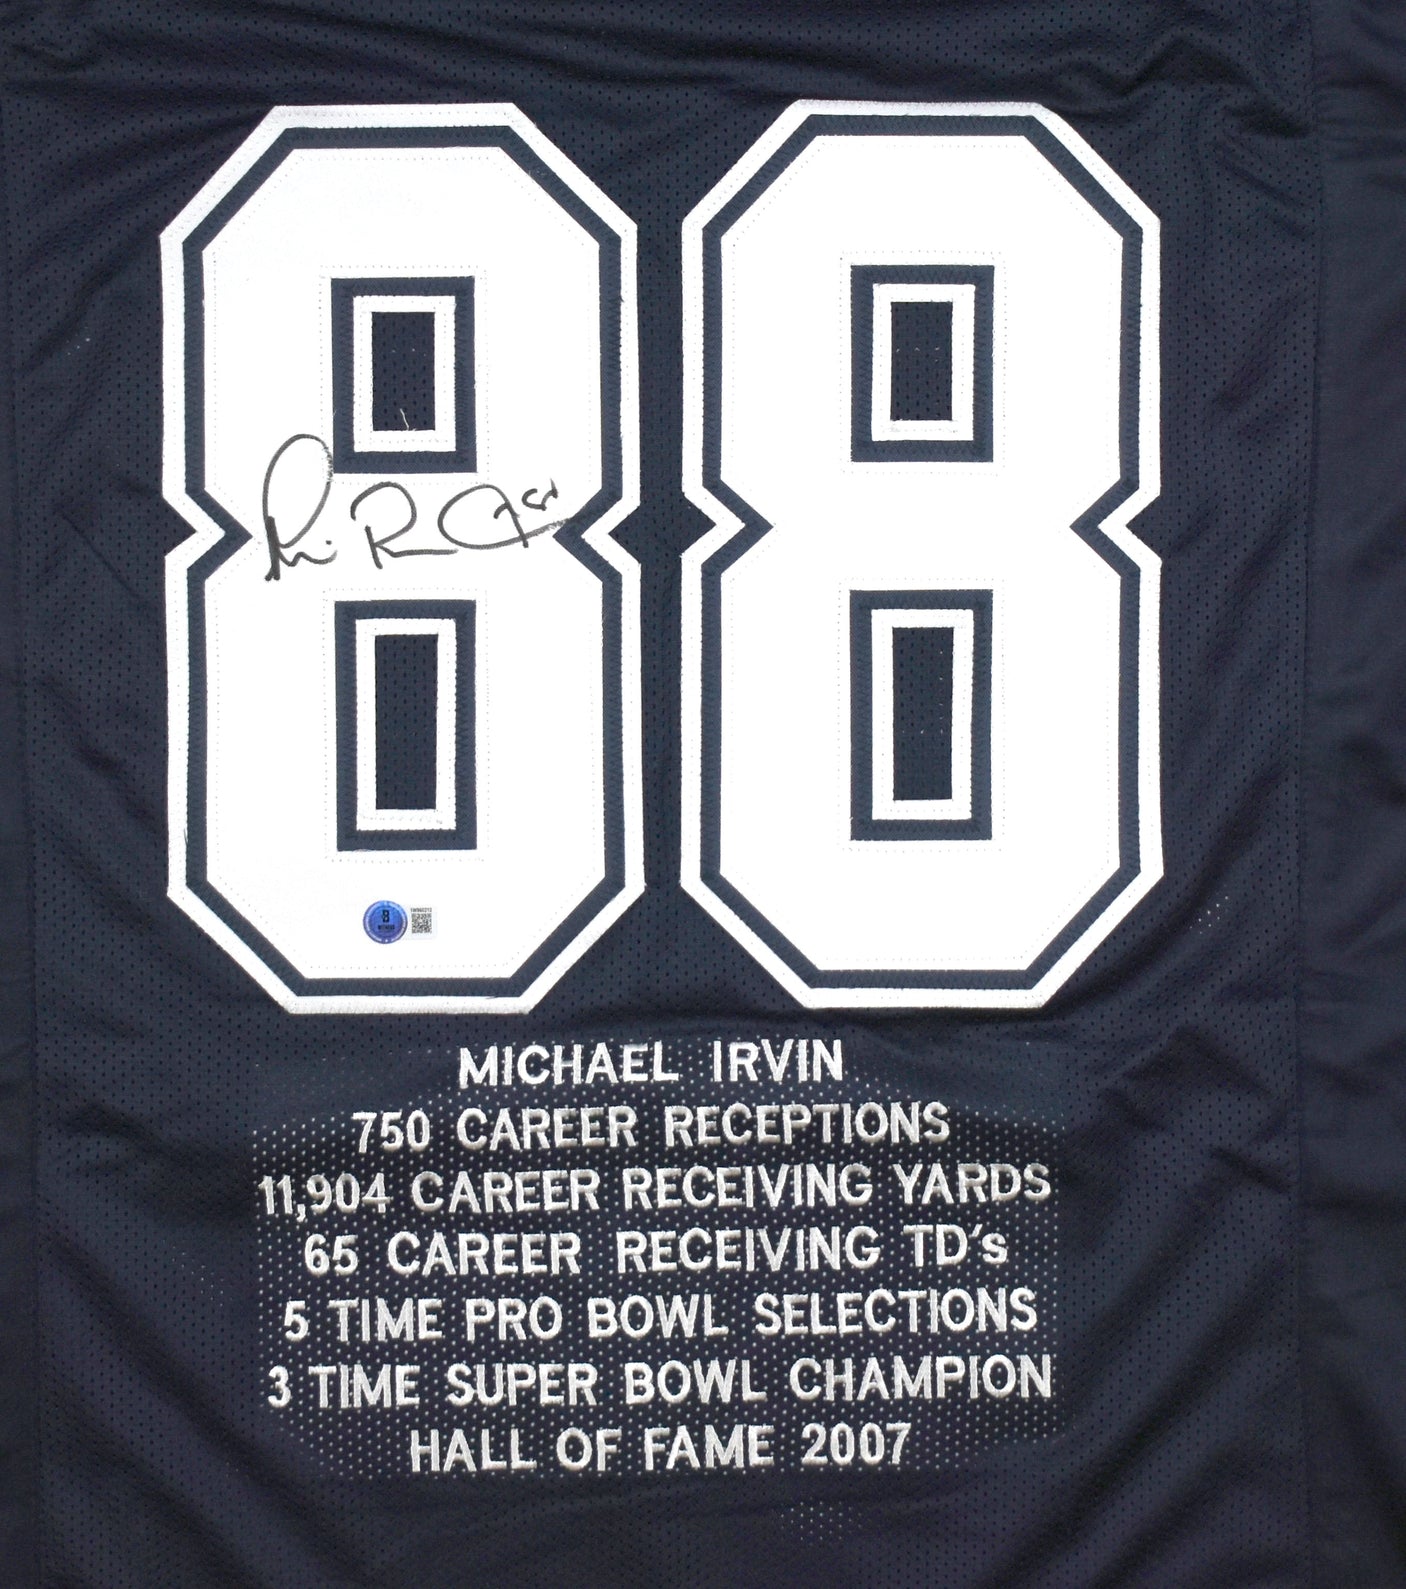 88
MICHAEL IRVIN
750 CAREER RECEPTIONS
11,904 CAREER RECEIVING YARDS
65 CAREER RECEIVING TD's
5 TIME PRO BOWL SELECTIONS
3 TIME SUPER BOWL CHAMPION
HALL OF FAME 2007